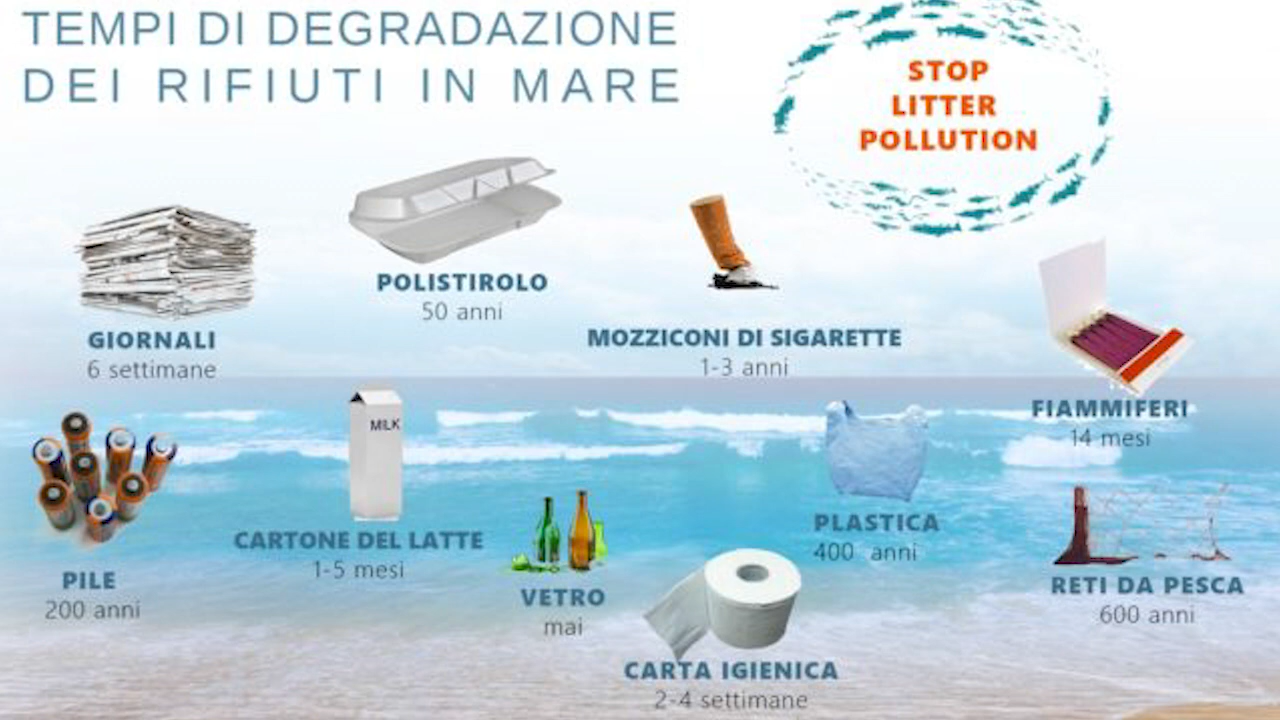 TEMPI DI DEGRADAZIONE
DEI RIFIUTI IN MARE
STOP
LITTER
POLLUTION
POLISTIROLO
50 anni
GIORNALI
6 settimane
MOZZICONI DI SIGARETTE
1-3 anni
FIAMMIFERI
14 mesi
MILK
CARTONE DEL LATTE
1-5 mesi
PLASTICA
400 anni
PILE
200 anni
VETRO
mai
RETI DA PESCA
600 anni
CARTA IGIENICA
2-4 settimane